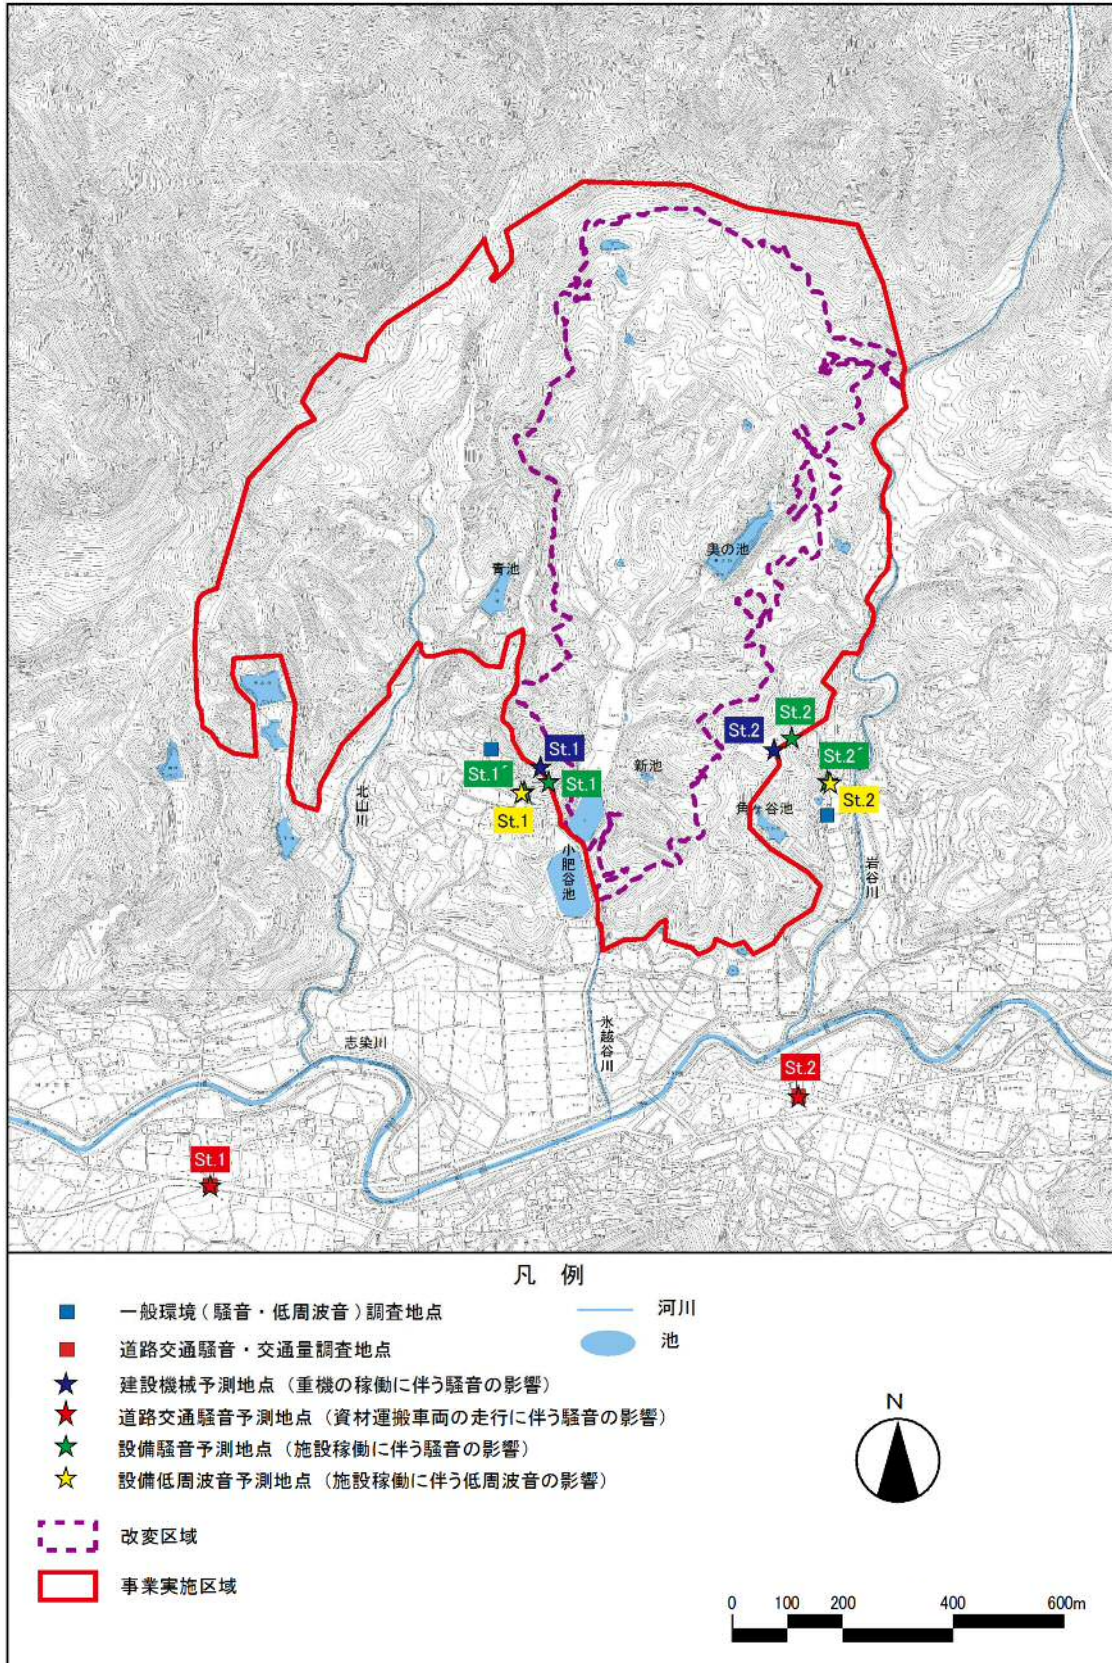 青池
奥の池
St.2
St.2
St.1
St.2´
St.1´
St.1
新池
St.1
St.2
角ヶ谷池
小肥谷池
岩谷川
志染川
氷越谷川
St.2
St.1
凡 例
一般環境（騒音・低周波音）調査地点
河川
道路交通騒音・交通量調査地点
池
建設機械予測地点（重機の稼働に伴う騒音の影響）
道路交通騒音予測地点（資材運搬車両の走行に伴う騒音の影響）
設備騒音予測地点（施設稼働に伴う騒音の影響）
設備低周波音予測地点（施設稼働に伴う低周波音の影響）
N
改変区域
事業実施区域
0 100 200 400 600m